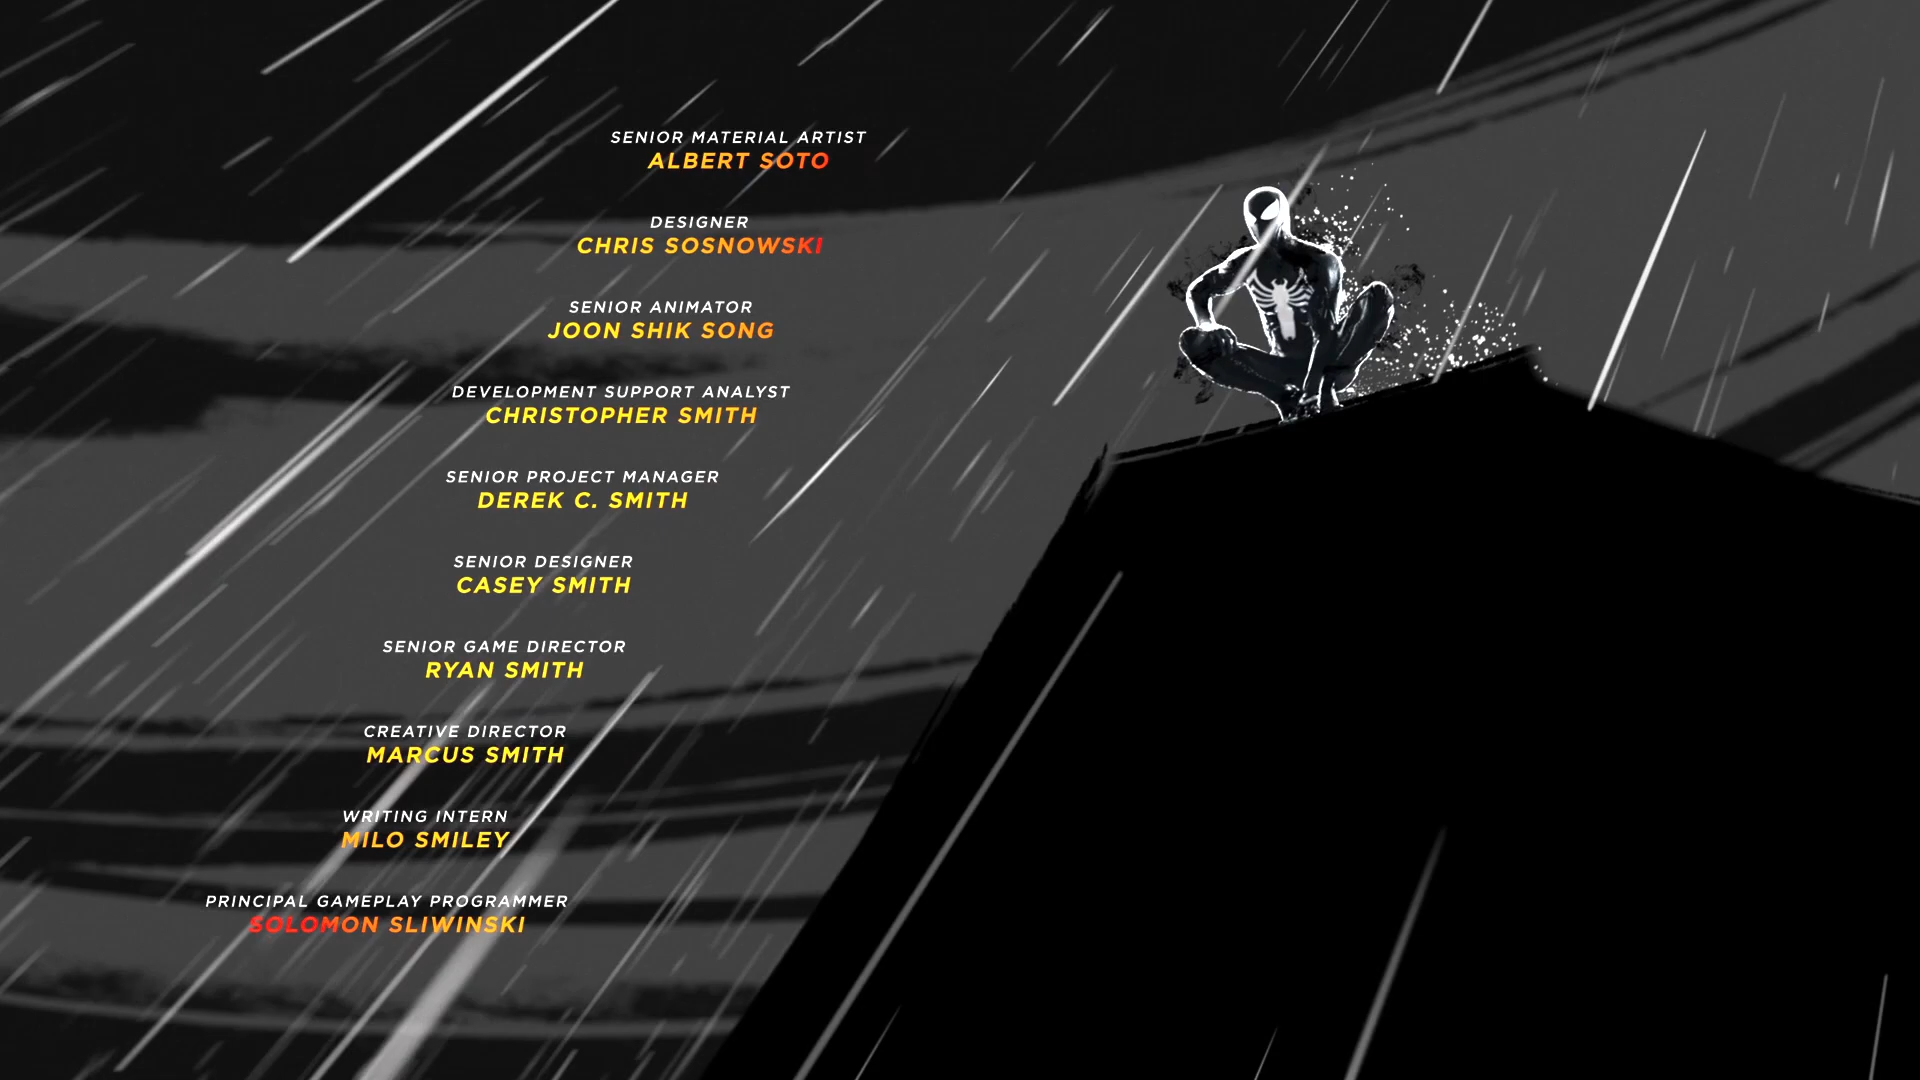 SENIOR MATERIAL ARTIST
ALBERT SOTO
DESIGNER
CHRIS SOSNOWSKI
SENIOR ANIMATOR
JOON SHIK SONG
DEVELOPMENT SUPPORT ANALYST
CHRISTOPHER SMITH
SENIOR PROJECT MANAGER
DEREK C. SMITH
SENIOR DESIGNER
CASEY SMITH
SENIOR GAME DIRECTOR
RYAN SMITH
CREATIVE DIRECTOR
MARCUS SMITH
WRITING INTERN
MILO SMILEY
PRINCIPAL GAMEPLAY PROGRAMMER
SOLOMON SLIWINSKI